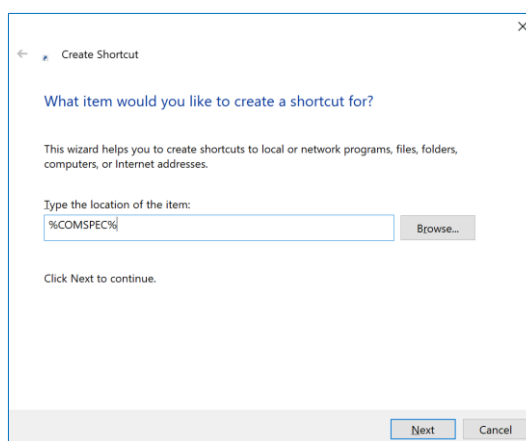 Create Shortcut
What item would you like to create a shortcut for?
This wizard helps you to create shortcuts to local or network programs, files, folders,
computers, or Internet addresses.
Type the location of the item:
%COMSPEC%
Browse...
Click Next to continue.
Next
Cancel